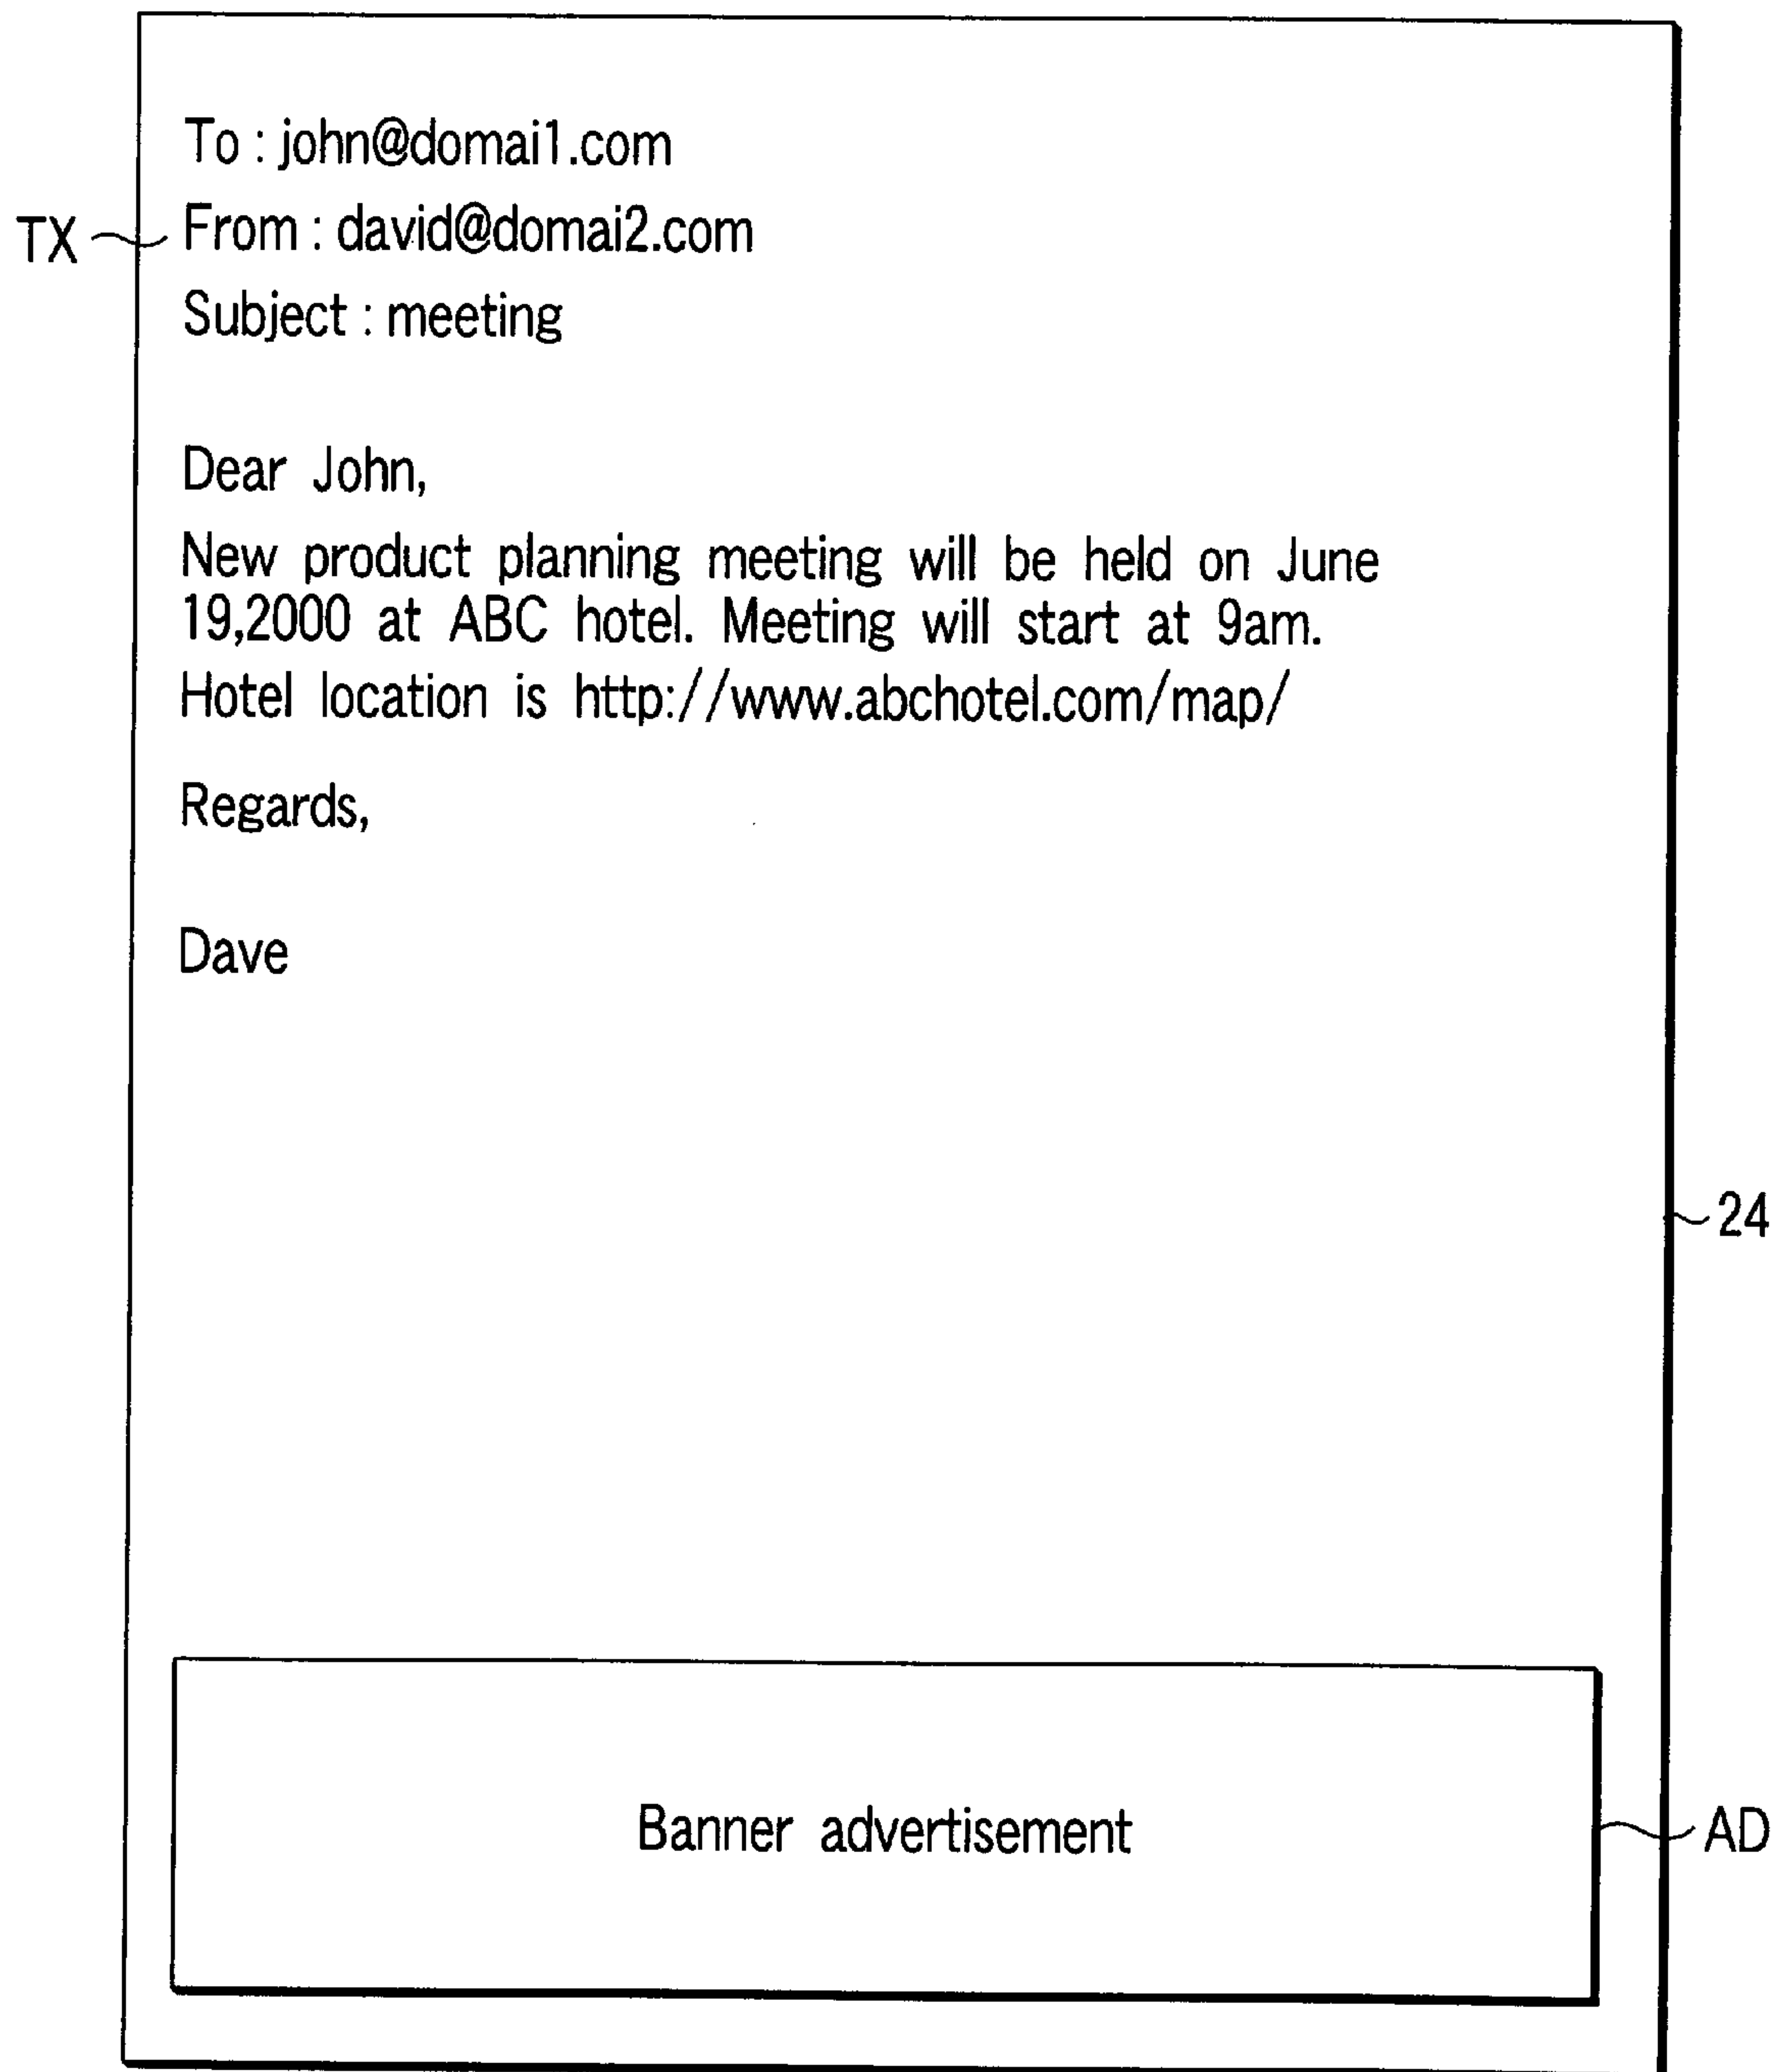 To : john@domai1.com
TX From : david@domai2.com
Subject : meeting
Dear John,
New product planning meeting will be held on June
19,2000 at ABC hotel. Meeting will start at 9am.
Hotel location is http://www.abchotel.com/map/
Regards,
Dave
24
Banner advertisement AD